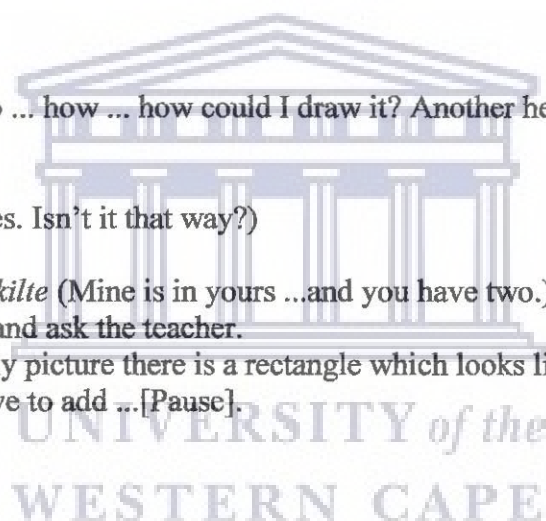 ... how ... how could I draw it? Another he
es. Isn't it that way?)
kilte (Mine is in yours ...and you have two.)
and ask the teacher.
y picture there is a rectangle which looks li
ve to add ...[Pause].
UNIVERSITY of the
WESTERN CAPE